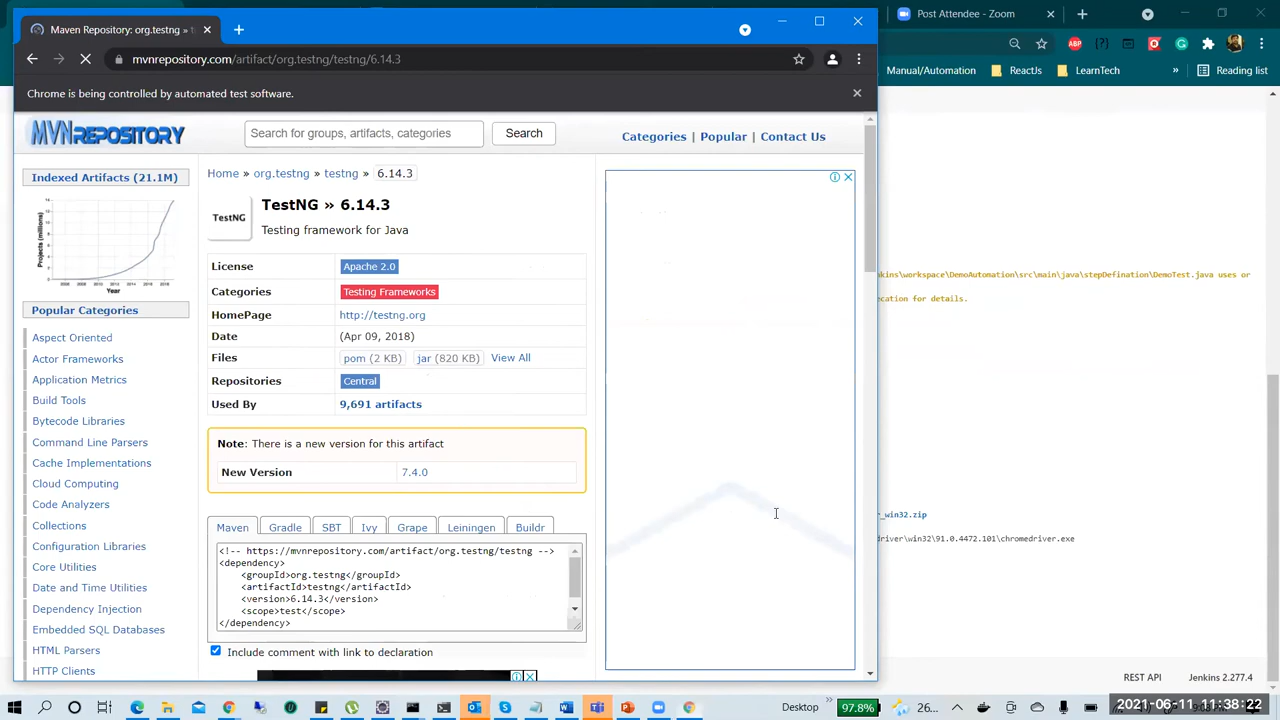 Maven Repository: org.testng » t
Post Attendee - Zoom
mvnrepository.com/artifact/org.testng/testng/6.14.3
ABP
Manual/Automation
ReactJs
LearnTech
»
Reading list
Chrome is being controlled by automated test software.
MVNREPOSITORY
Search for groups, artifacts, categories
Search
Categories | Popular | Contact Us
Indexed Artifacts (21.1M)
Projects (millions)
Year
Popular Categories
Aspect Oriented
Actor Frameworks
Application Metrics
Build Tools
Bytecode Libraries
Command Line Parsers
Cache Implementations
Cloud Computing
Code Analyzers
Collections
Configuration Libraries
Core Utilities
Date and Time Utilities
Dependency Injection
Embedded SQL Databases
HTML Parsers
HTTP Clients
Home » org.testng » testng » 6.14.3
TestNG
TestNG » 6.14.3
Testing framework for Java
License Apache 2.0
Categories Testing Frameworks
HomePage http://testng.org
Date (Apr 09, 2018)
Files pom (2 KB) jar (820 KB) View All
Repositories Central
Used By 9,691 artifacts
Note: There is a new version for this artifact
New Version 7.4.0
Maven Gradle SBT Ivy Grape Leiningen Buildr
<!-- https://mvnrepository.com/artifact/org.testng/testng -->
<dependency>
<groupId>org.testng</groupId>
<artifactId>testng</artifactId>
<version>6.14.3</version>
<scope>test</scope>
</dependency>
Include comment with link to declaration
kins\workspace\DemoAutomation\src\main\java\stepDefination\DemoTest.java uses or
cation for details.
r_win32.zip
driver\win32\91.0.4472.101\chromedriver.exe
REST API Jenkins 2.277.4
Desktop » 97.8% 26...
2021-06-11 11:38:22